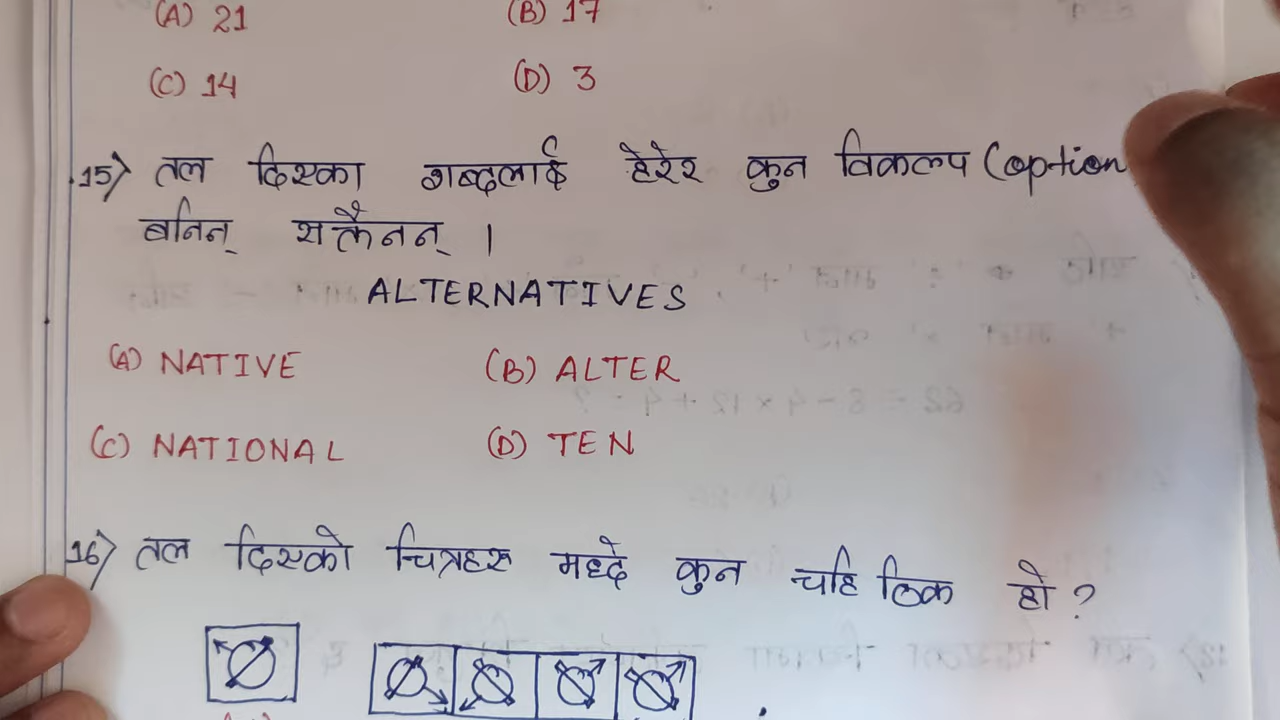 (A) 21 (B) 17
(C) 14 (D) 3
15) तल दिएका शब्दलाई हेरेर कुन विकल्प (option
बनिन् सक्तैनन् ।
ALTERNATIVES
(A) NATIVE (B) ALTER
(C) NATIONAL (D) TEN
16) तल दिएको चित्रहरु मध्दे कुन चहि ठिक हो ?